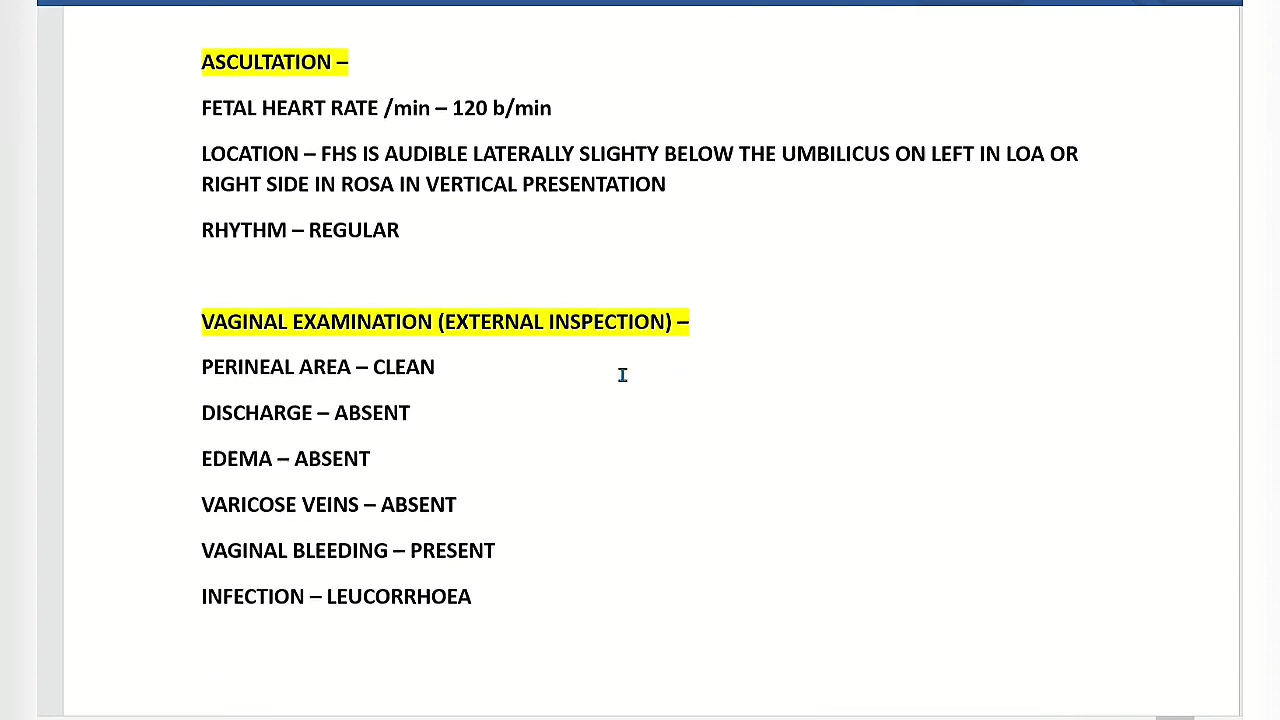 ASCULTATION –
FETAL HEART RATE /min – 120 b/min
LOCATION – FHS IS AUDIBLE LATERALLY SLIGHTY BELOW THE UMBILICUS ON LEFT IN LOA OR
RIGHT SIDE IN ROSA IN VERTICAL PRESENTATION
RHYTHM – REGULAR
VAGINAL EXAMINATION (EXTERNAL INSPECTION) –
PERINEAL AREA – CLEAN
DISCHARGE – ABSENT
EDEMA – ABSENT
VARICOSE VEINS – ABSENT
VAGINAL BLEEDING – PRESENT
INFECTION – LEUCORRHOEA